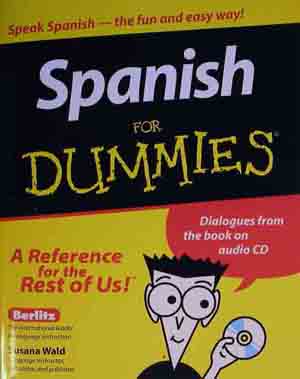 Speak Spanish — the fun and easy way!
Spanish
FOR
DUMMIES®
Dialogues from
the book on
audio CD
A Reference
for the
Rest of Us!™
Berlitz
Susana Wald